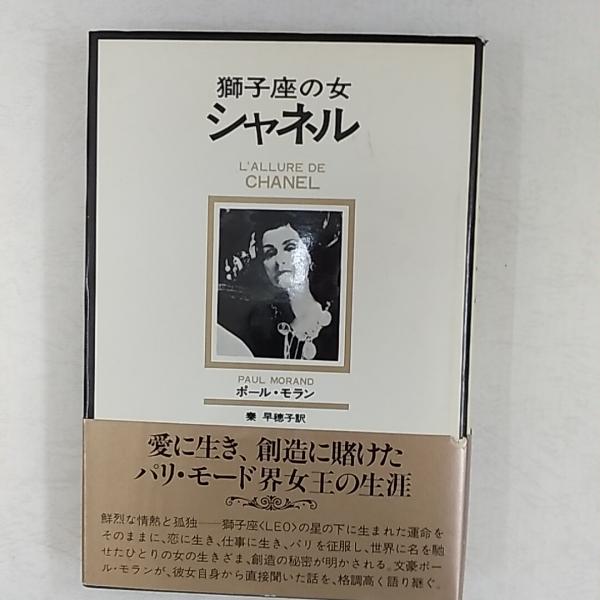 獅子座の女
シャネル
L'ALLURE DE
CHANEL
PAUL MORAND
ポール・モラン
秦 早穂子訳
愛に生き、創造に賭けた
パリ・モード界女王の生涯
鮮烈な情熱と孤独——獅子座〈LEO〉の星の下に生まれた運命を
そのままに、恋に生き、仕事に生き、パリを征服し、世界に名を馳
せたひとりの女の生きざま、創造の秘密が明かされる。文豪ポー
ル・モランが、彼女自身から直接聞いた話を、格調高く語り継ぐ。